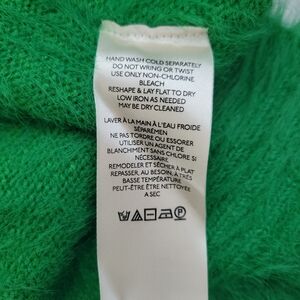 HAND WASH COLD SEPARATELY
DO NOT WRING OR TWIST
USE ONLY NON-CHLORINE
BLEACH
RESHAPE & LAY FLAT TO DRY
LOW IRON AS NEEDED
MAY BE DRY CLEANED
LAVER À LA MAIN À L'EAU FROIDE
SÉPARÉMEN
NE PAS TORDRE OU ESSORER
UTILISER UN AGENT DE
BLANCHIMENT SANS CHLORE SI
NÉCESSAIRE
REMODELER ET SÉCHER À PLAT
REPASSER, AU BESOIN, À TRÈS
BASSE TEMPÉRATURE
PEUT-ÊTRE ÊTRE NETTOYÉE
A SEC